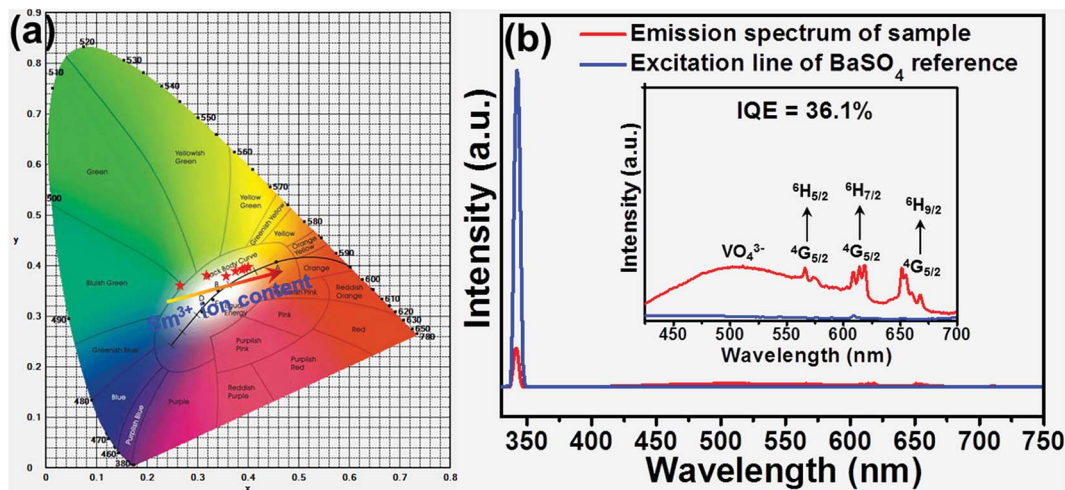 (a)
0.9
0.8
0.7
0.6
0.5
0.4
0.3
0.2
0.1
0
y
0 0.1 0.2 0.3 0.4 0.5 0.6 0.7 0.8
x
520
530
540
550
560
570
580
590
600
610
620
630
650
780
510
500
490
480
470
460
380
Green
Yellowish
Green
Yellow
Green
Greenish Yellow
Yellow
Orange
Yellow
Orange
Reddish
Orange
Red
Pink
Purplish
Pink
Purplish
Red
Reddish
Purple
Purple
Purplish Blue
Blue
Greenish Blue
Bluish Green
Body Curve
Energy
Sm³⁺ ion content
(b)
Emission spectrum of sample
Excitation line of BaSO₄ reference
Intensity (a.u.)
Wavelength (nm)
350 400 450 500 550 600 650 700 750
IQE = 36.1%
Intensity (a.u.)
VO₄³⁻
⁶H₅/₂
⁴G₅/₂
⁶H₇/₂
⁴G₅/₂
⁶H₉/₂
⁴G₅/₂
450 500 550 600 650 700
Wavelength (nm)